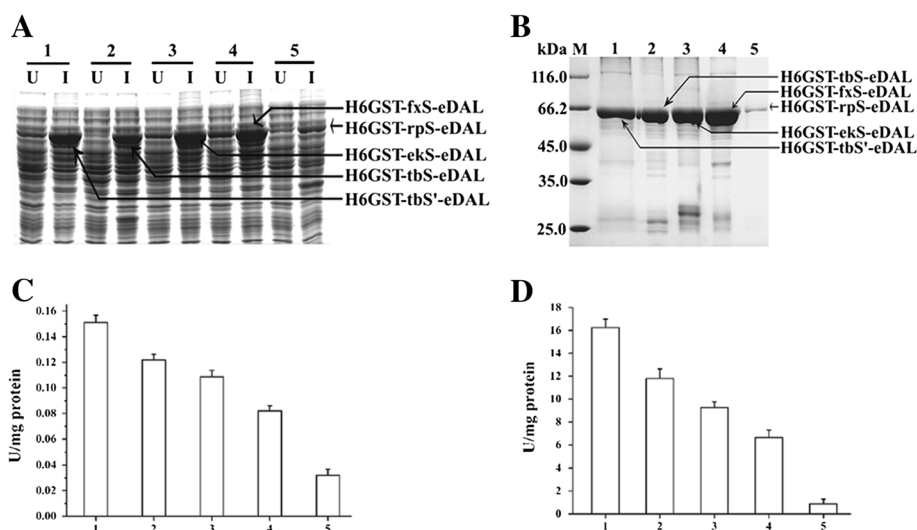 A
1 2 3 4 5
U I U I U I U I U I
H6GST-fxS-eDAL
H6GST-rpS-eDAL
H6GST-ekS-eDAL
H6GST-tbS-eDAL
H6GST-tbS'-eDAL
B
kDa M 1 2 3 4 5
116.0
66.2
45.0
35.0
25.0
H6GST-tbS-eDAL
H6GST-fxS-eDAL
H6GST-rpS-eDAL
H6GST-ekS-eDAL
H6GST-tbS'-eDAL
C
U/mg protein
0.16
0.14
0.12
0.10
0.08
0.06
0.04
0.02
0.00
1 2 3 4 5
D
U/mg protein
18
16
14
12
10
8
6
4
2
0
1 2 3 4 5